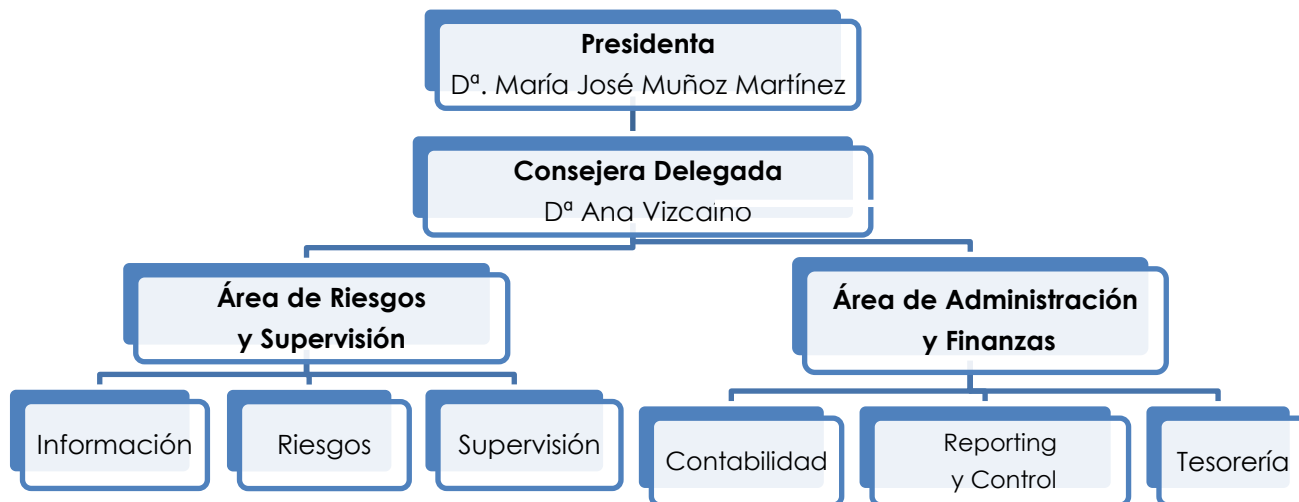 Presidenta
Dª. María José Muñoz Martínez
Consejera Delegada
Dª Ana Vizcaíno
Área de Riesgos
y Supervisión
Área de Administración
y Finanzas
Información
Riesgos
Supervisión
Contabilidad
Reporting
y Control
Tesorería